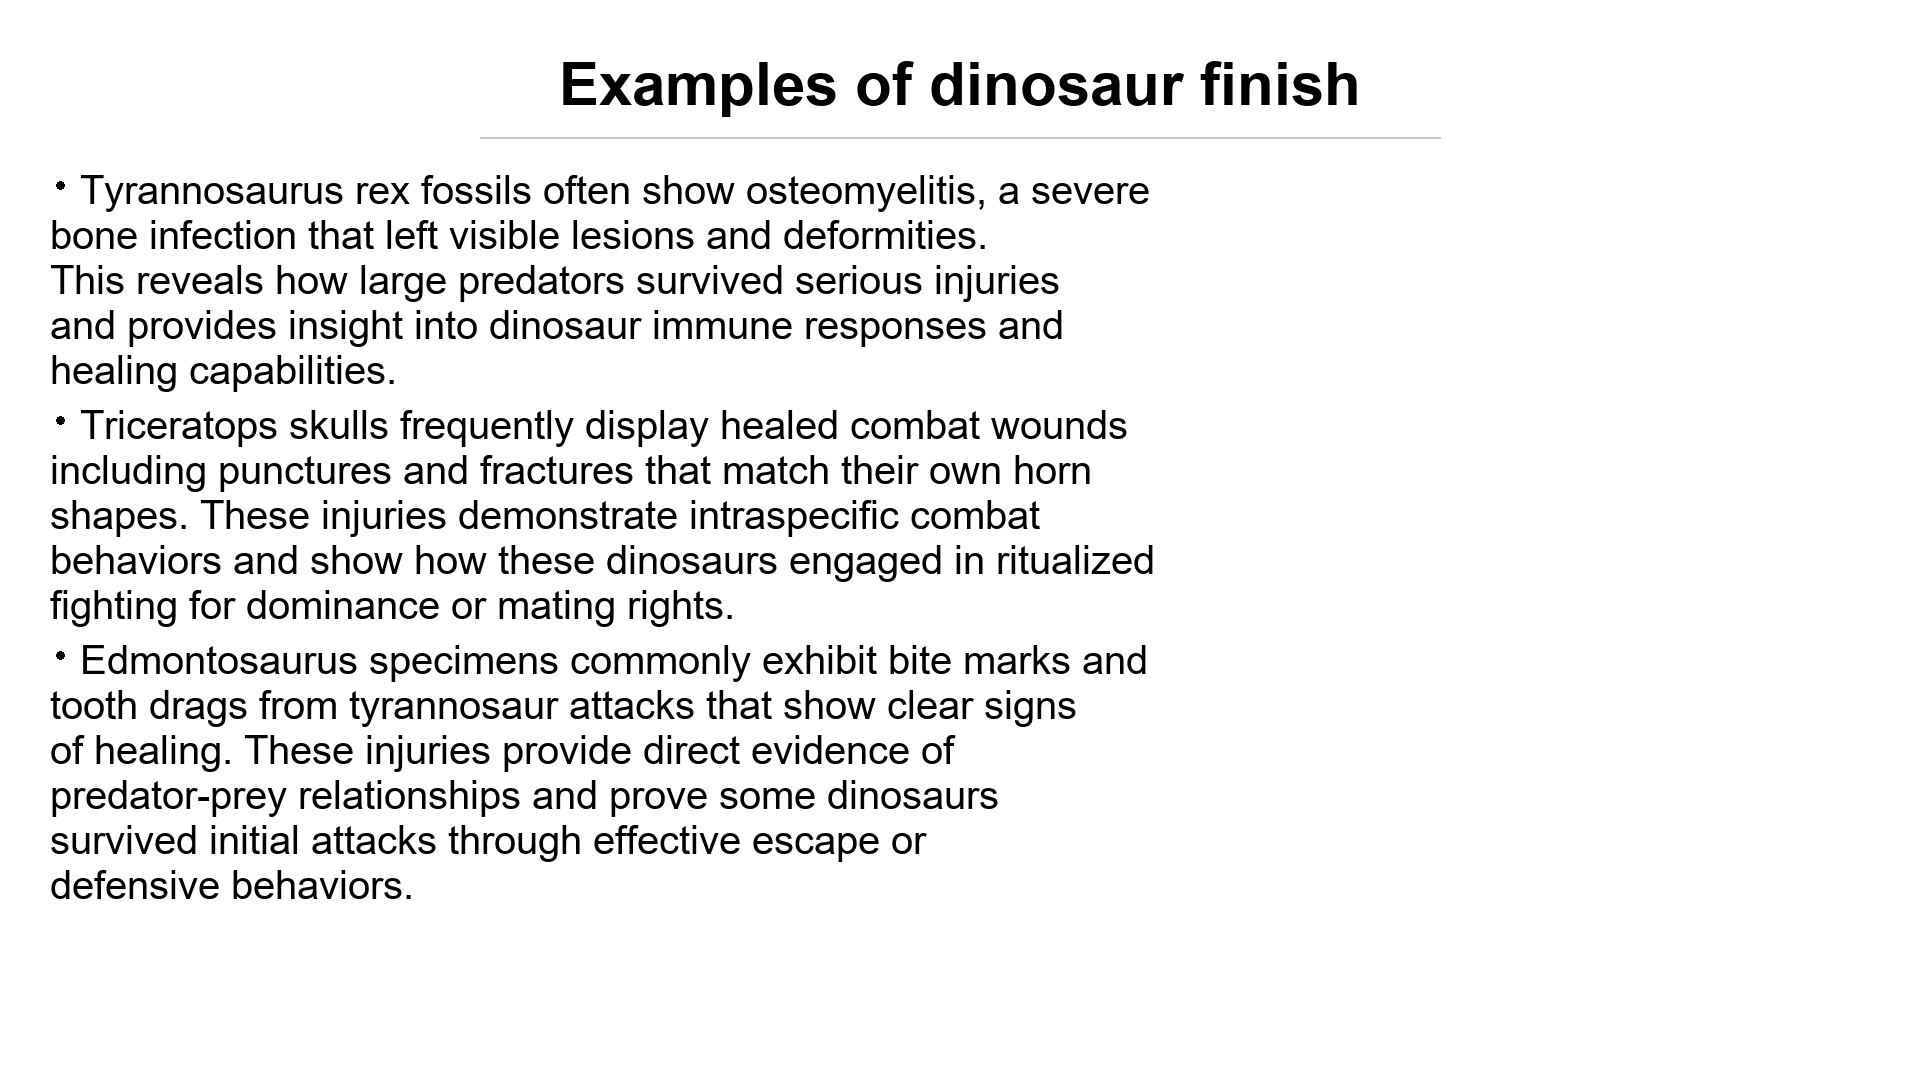 Examples of dinosaur finish
• Tyrannosaurus rex fossils often show osteomyelitis, a severe
bone infection that left visible lesions and deformities.
This reveals how large predators survived serious injuries
and provides insight into dinosaur immune responses and
healing capabilities.
• Triceratops skulls frequently display healed combat wounds
including punctures and fractures that match their own horn
shapes. These injuries demonstrate intraspecific combat
behaviors and show how these dinosaurs engaged in ritualized
fighting for dominance or mating rights.
• Edmontosaurus specimens commonly exhibit bite marks and
tooth drags from tyrannosaur attacks that show clear signs
of healing. These injuries provide direct evidence of
predator-prey relationships and prove some dinosaurs
survived initial attacks through effective escape or
defensive behaviors.